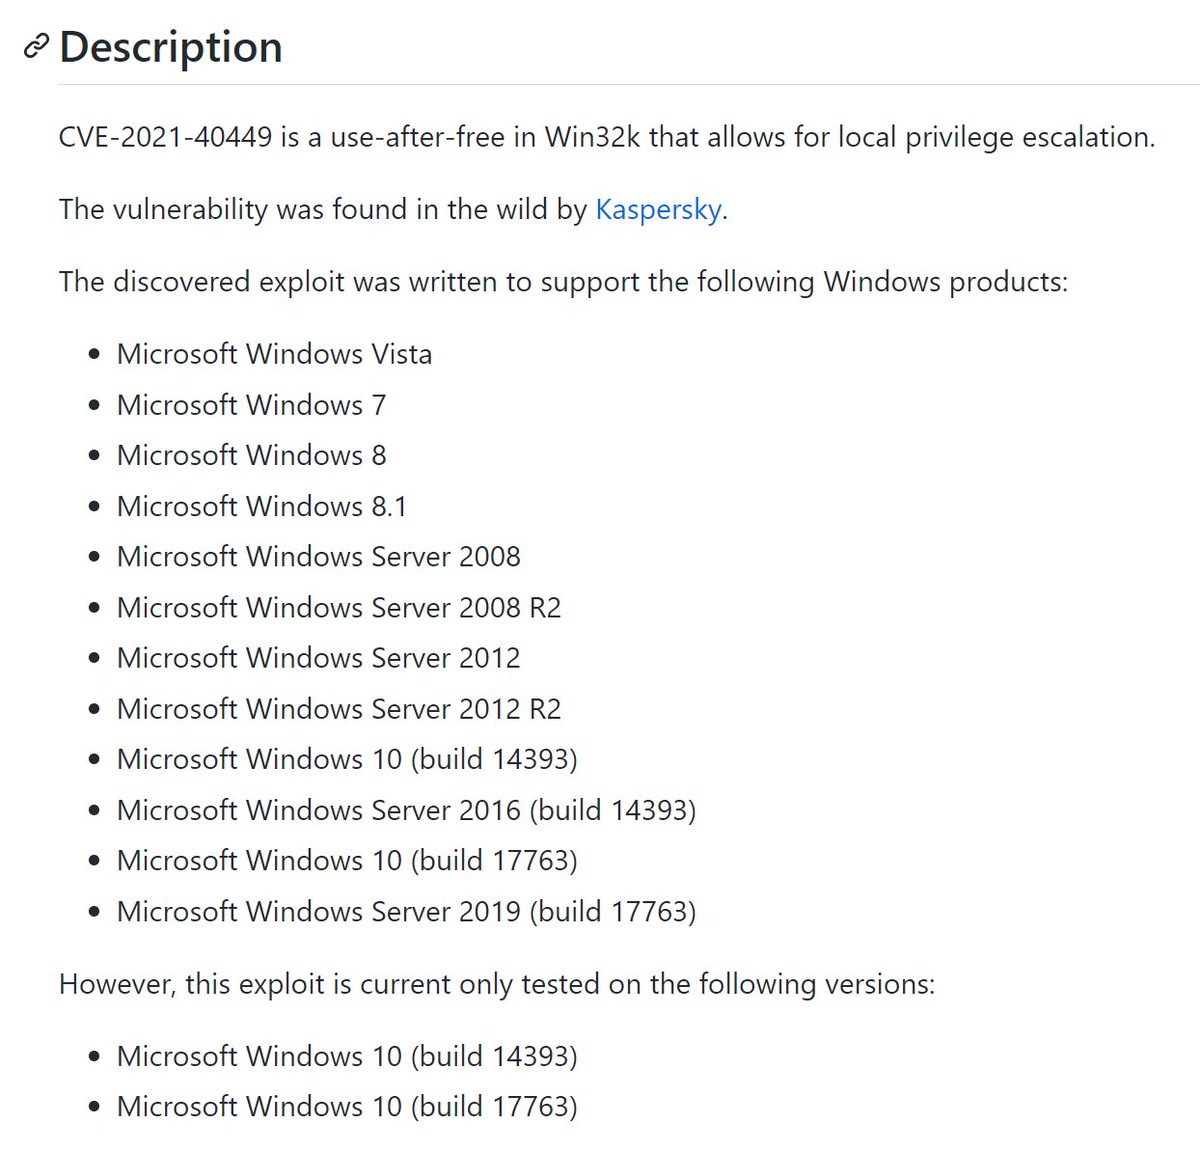 Description
CVE-2021-40449 is a use-after-free in Win32k that allows for local privilege escalation.
The vulnerability was found in the wild by Kaspersky.
The discovered exploit was written to support the following Windows products:
Microsoft Windows Vista
Microsoft Windows 7
Microsoft Windows 8
Microsoft Windows 8.1
Microsoft Windows Server 2008
Microsoft Windows Server 2008 R2
Microsoft Windows Server 2012
Microsoft Windows Server 2012 R2
Microsoft Windows 10 (build 14393)
Microsoft Windows Server 2016 (build 14393)
Microsoft Windows 10 (build 17763)
Microsoft Windows Server 2019 (build 17763)
However, this exploit is current only tested on the following versions:
Microsoft Windows 10 (build 14393)
Microsoft Windows 10 (build 17763)